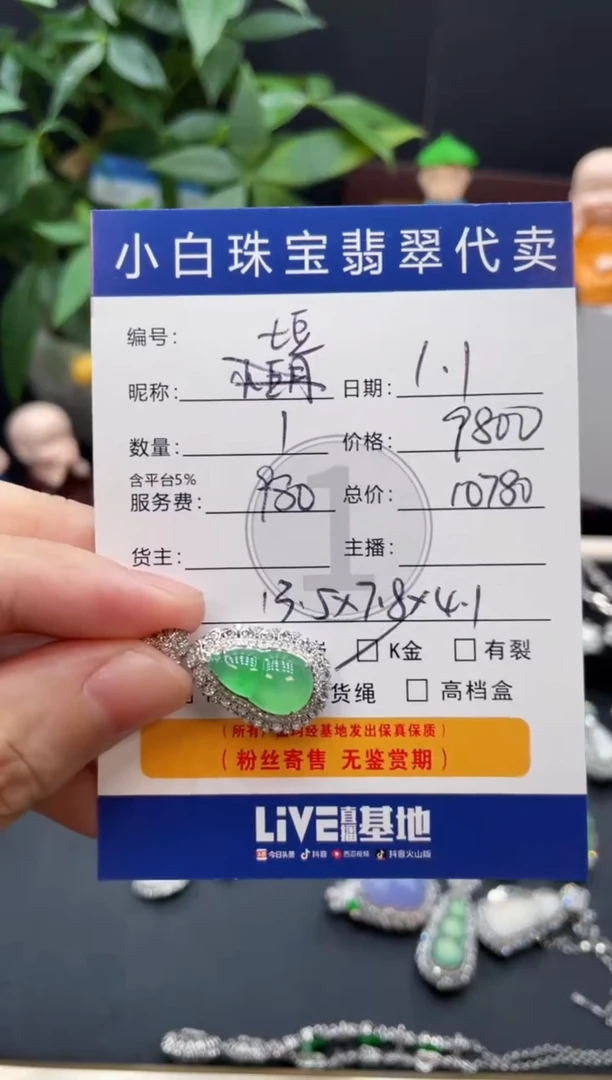 小白珠宝翡翠代卖
编号:
昵称: 日期: 1.1
数量: 1 价格: 9800
含平台5%
服务费: 980 总价: 10780
货主: 主播:
13.5×7.8×4.1
K金 有裂
货绳 高档盒
1
(粉丝寄售 无鉴赏期)
LIVE直播基地
今日头条 抖音 西瓜视频 抖音火山版